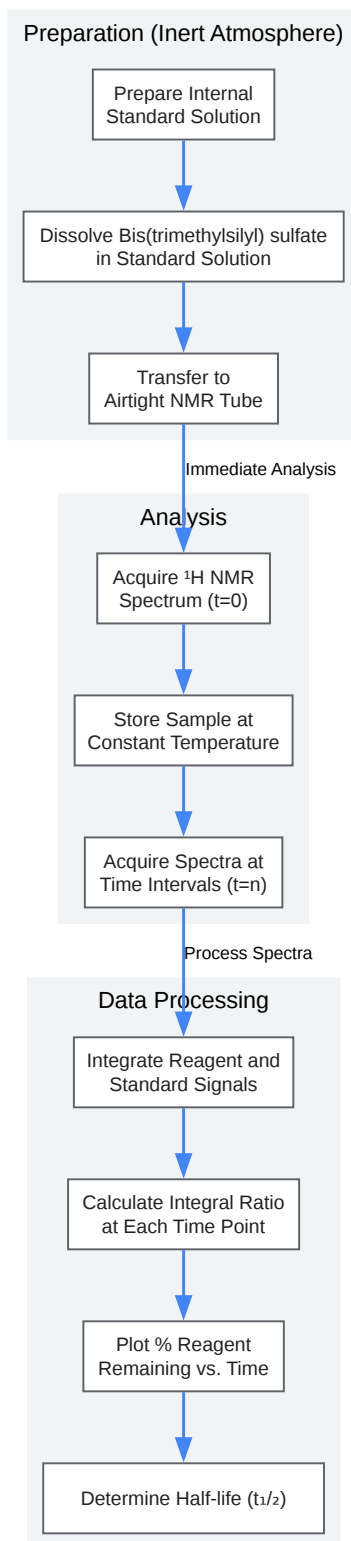 Preparation (Inert Atmosphere)
Prepare Internal
Standard Solution
Dissolve Bis(trimethylsilyl) sulfate
in Standard Solution
Transfer to
Airtight NMR Tube
Immediate Analysis
Analysis
Acquire ¹H NMR
Spectrum (t=0)
Store Sample at
Constant Temperature
Acquire Spectra at
Time Intervals (t=n)
Process Spectra
Data Processing
Integrate Reagent and
Standard Signals
Calculate Integral Ratio
at Each Time Point
Plot % Reagent
Remaining vs. Time
Determine Half-life (t₁/₂)